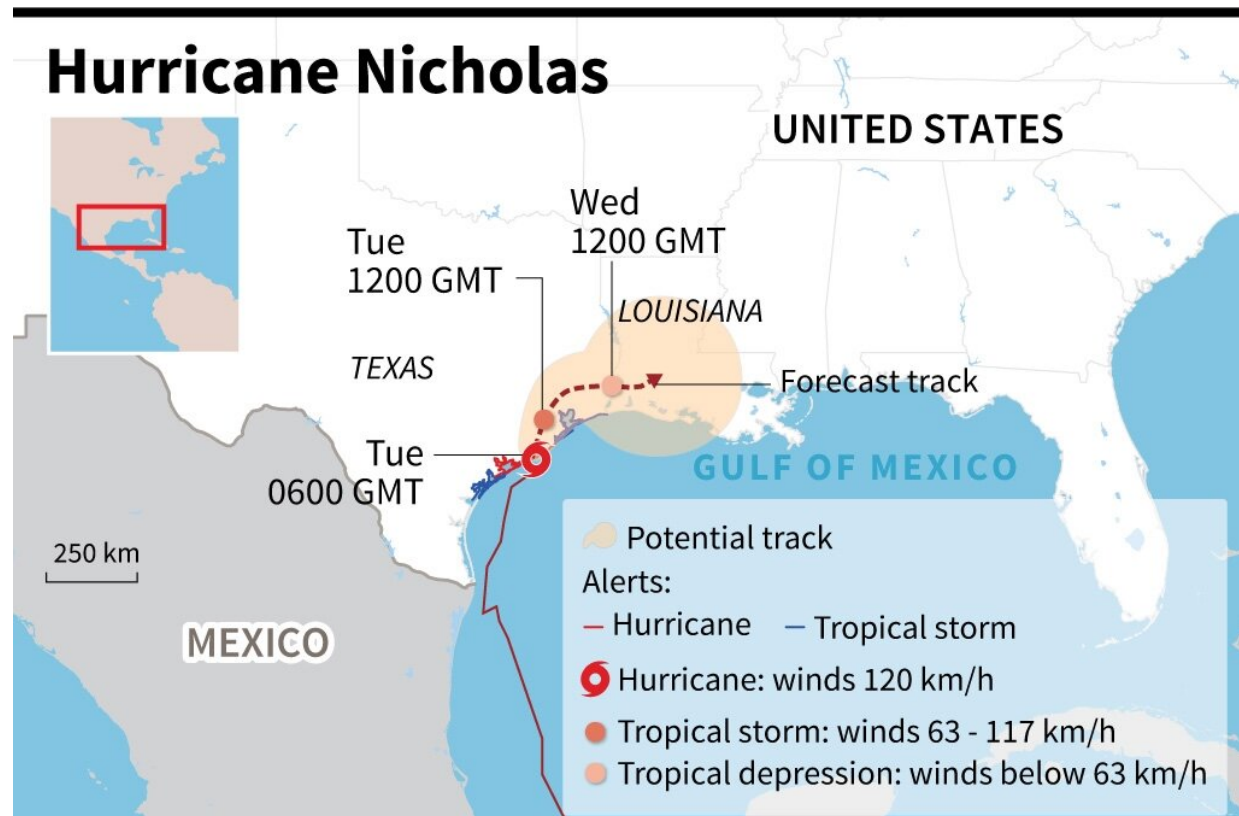 Hurricane Nicholas
UNITED STATES
Wed
1200 GMT
Tue
1200 GMT
LOUISIANA
TEXAS
Forecast track
Tue
0600 GMT
GULF OF MEXICO
250 km
MEXICO
Potential track
Alerts:
Hurricane
Tropical storm
Hurricane: winds 120 km/h
Tropical storm: winds 63 - 117 km/h
Tropical depression: winds below 63 km/h